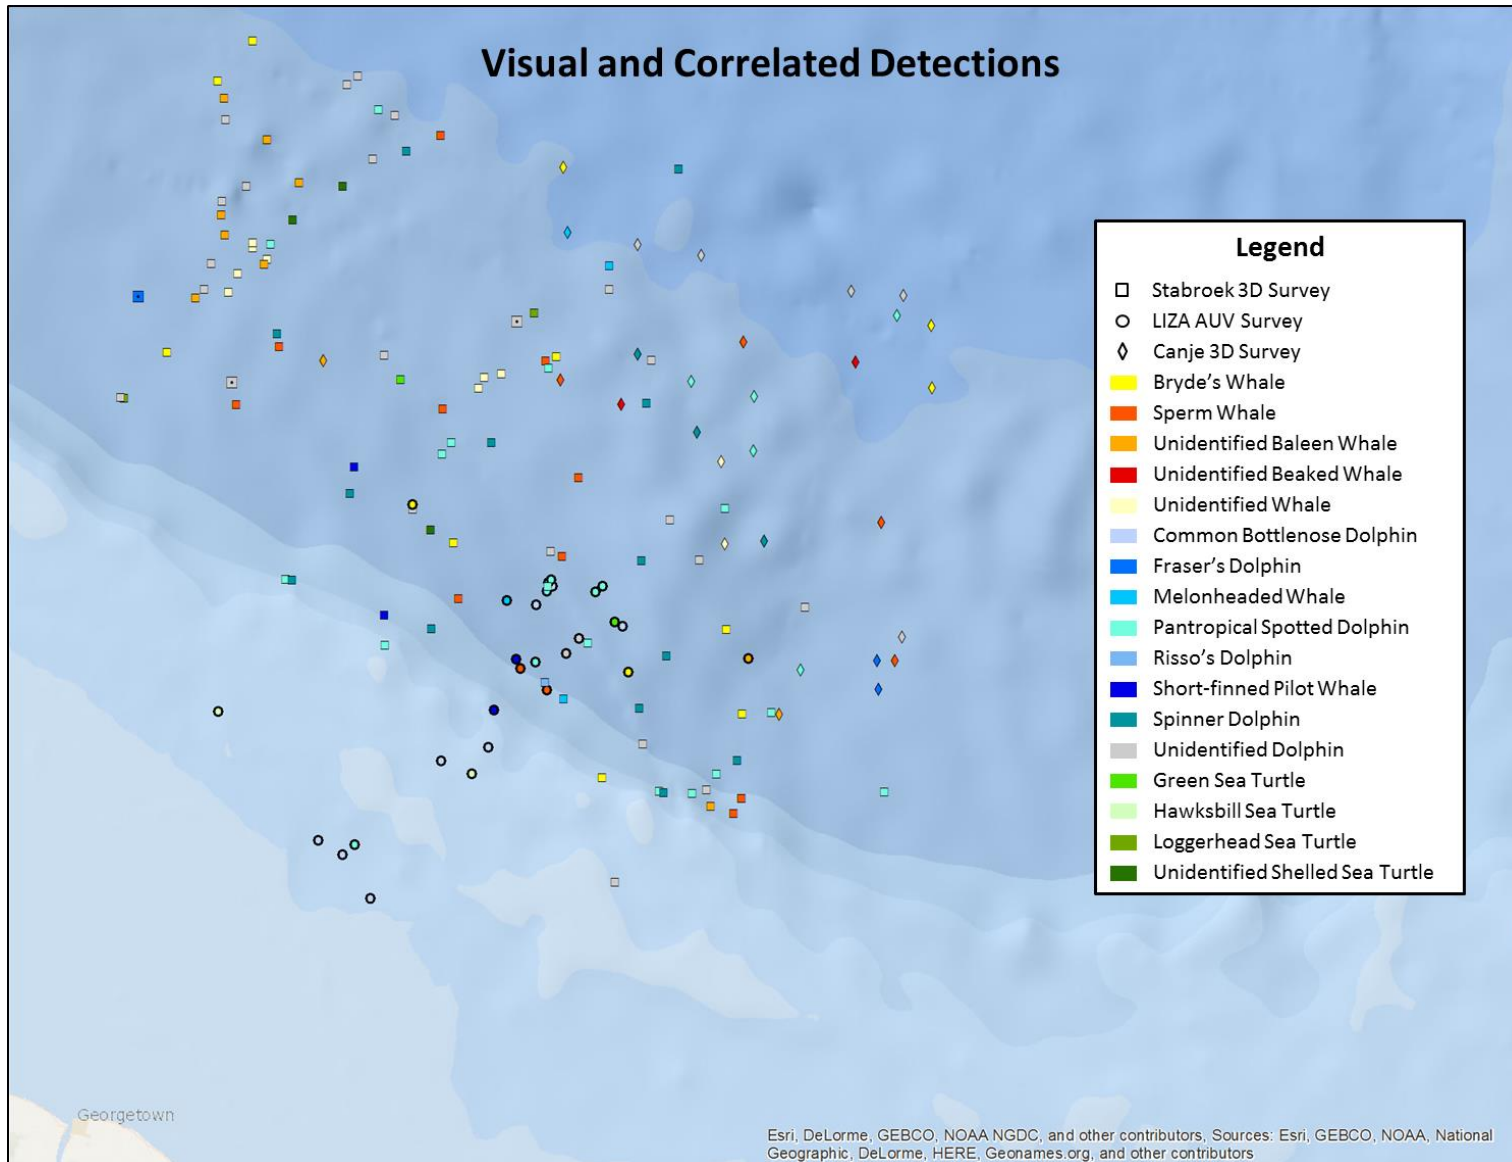 Visual and Correlated Detections
Legend
Stabroek 3D Survey
LIZA AUV Survey
Canje 3D Survey
Bryde's Whale
Sperm Whale
Unidentified Baleen Whale
Unidentified Beaked Whale
Unidentified Whale
Common Bottlenose Dolphin
Fraser's Dolphin
Melonheaded Whale
Pantropical Spotted Dolphin
Risso's Dolphin
Short-finned Pilot Whale
Spinner Dolphin
Unidentified Dolphin
Green Sea Turtle
Hawksbill Sea Turtle
Loggerhead Sea Turtle
Unidentified Shelled Sea Turtle
Georgetown
Esri, DeLorme, GEBCO, NOAA NGDC, and other contributors, Sources: Esri, GEBCO, NOAA, National
Geographic, DeLorme, HERE, Geonames.org, and other contributors